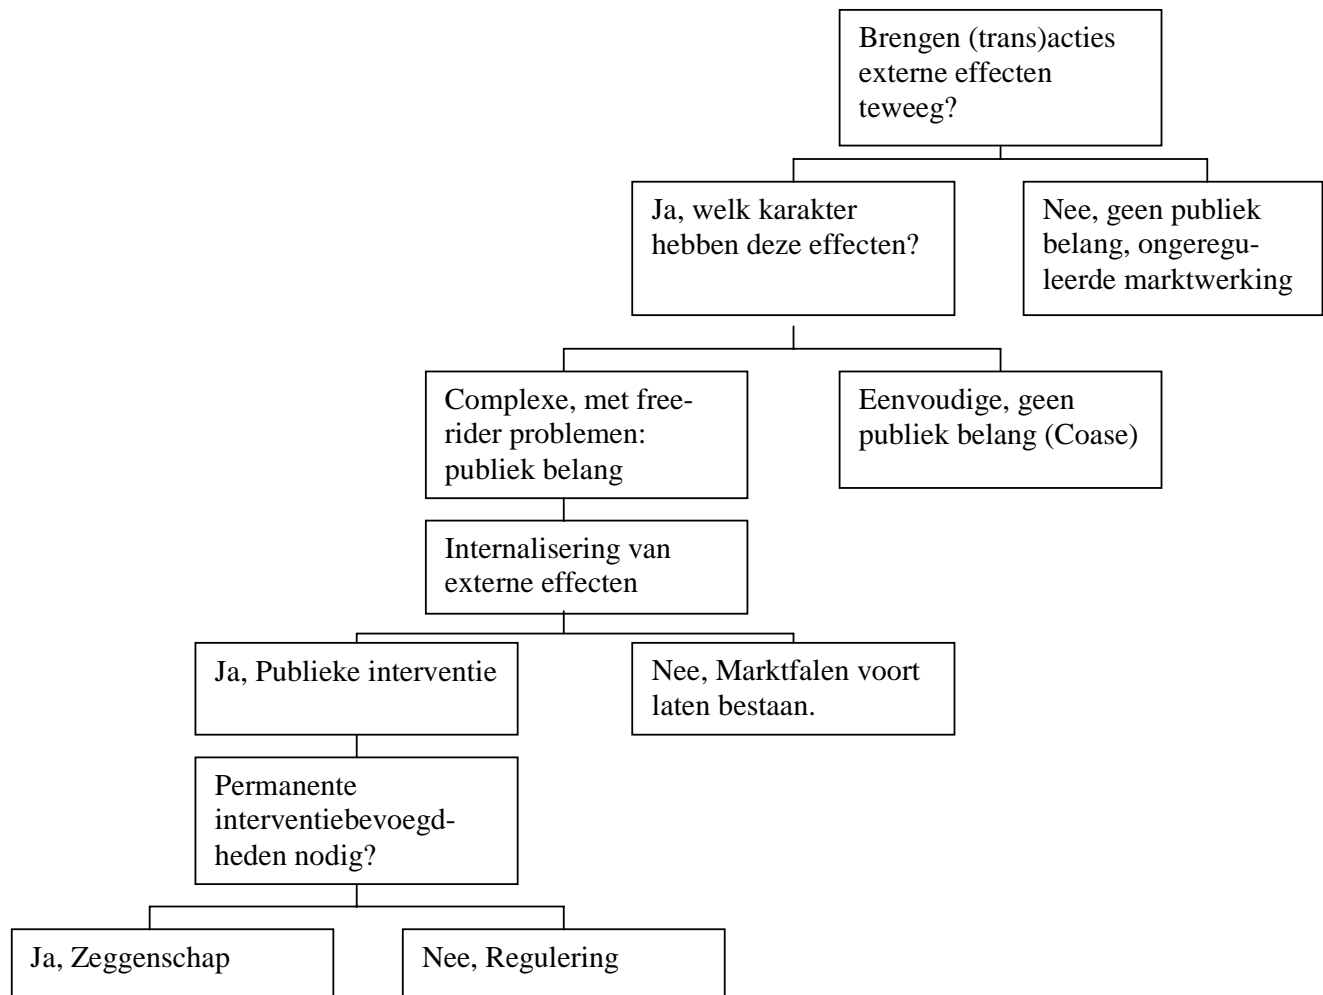 Brengen (trans)acties
externe effecten
teweeg?
Ja, welk karakter
hebben deze effecten?
Nee, geen publiek
belang, ongeregu-
leerde marktwerking
Complexe, met free-
rider problemen:
publiek belang
Eenvoudige, geen
publiek belang (Coase)
Internalisering van
externe effecten
Ja, Publieke interventie
Nee, Marktfalen voort
laten bestaan.
Permanente
interventiebevoegd-
heden nodig?
Ja, Zeggenschap
Nee, Regulering